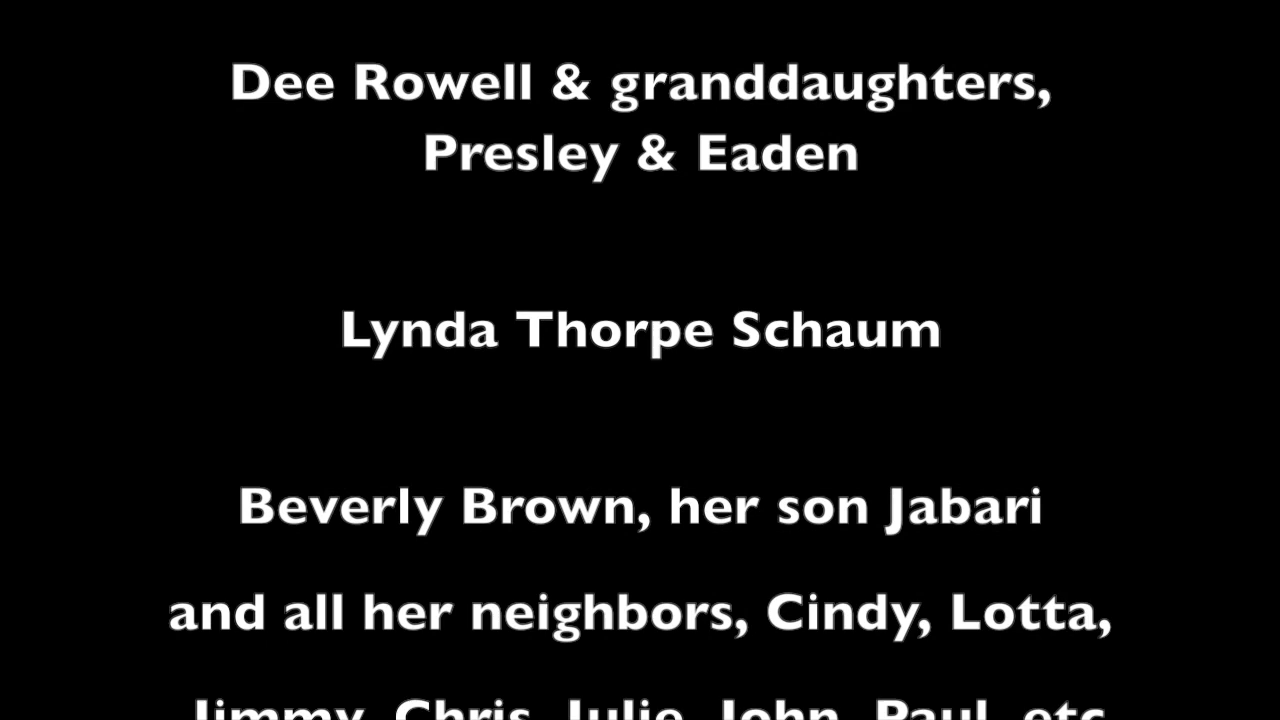 Dee Rowell & granddaughters,
Presley & Eaden
Lynda Thorpe Schaum
Beverly Brown, her son Jabari
and all her neighbors, Cindy, Lotta,
Jimmy, Chris, Julie, John, Paul, etc